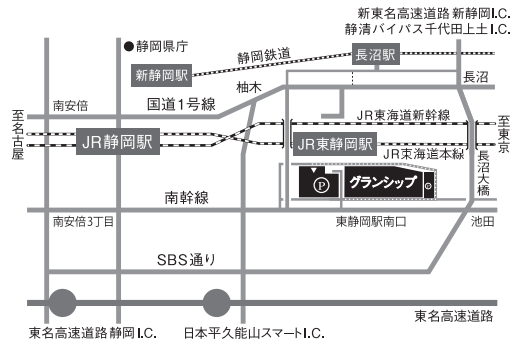 新東名高速道路 新静岡I.C.
静清バイパス千代田上土I.C.
●静岡県庁
静岡鉄道
長沼駅
新静岡駅
柚木
長沼
南安倍
国道1号線
JR東海道新幹線
至名古屋
JR静岡駅
JR東静岡駅
至東京
JR東海道本線
長沼大橋
P
グランシップ
南幹線
南安倍3丁目
東静岡駅南口
池田
SBS通り
東名高速道路
東名高速道路 静岡I.C.
日本平久能山スマートI.C.